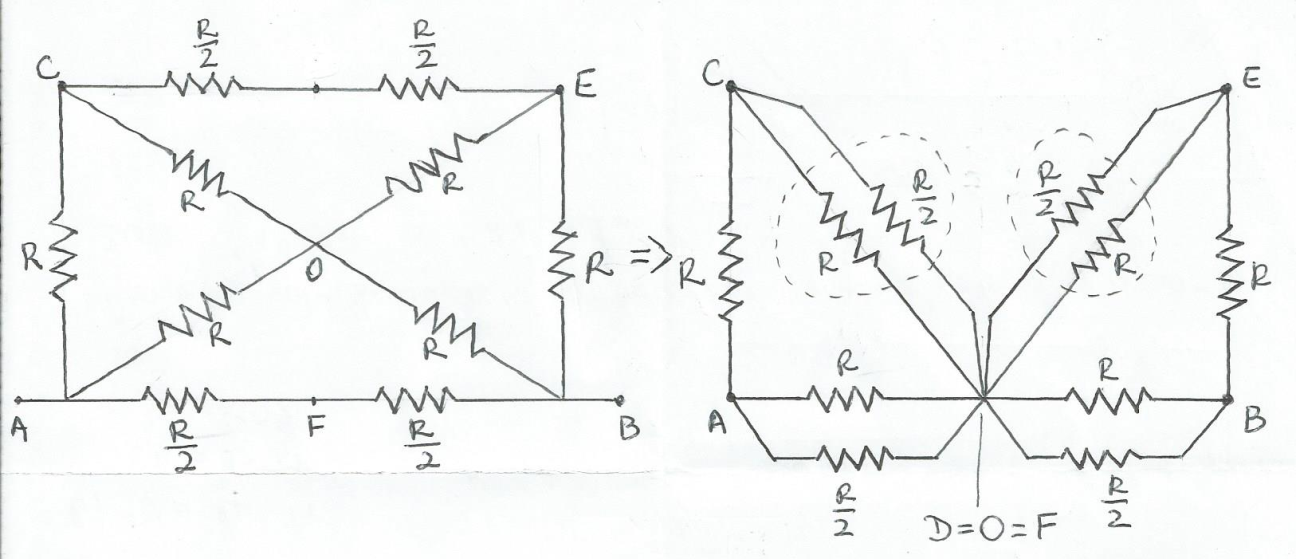 R/2 R/2
C E
R R
R O R
R R
A R/2 F R/2 B
=>
C E
R/2 R/2
R R
R R
R R
A B
R/2 R/2
D=O=F